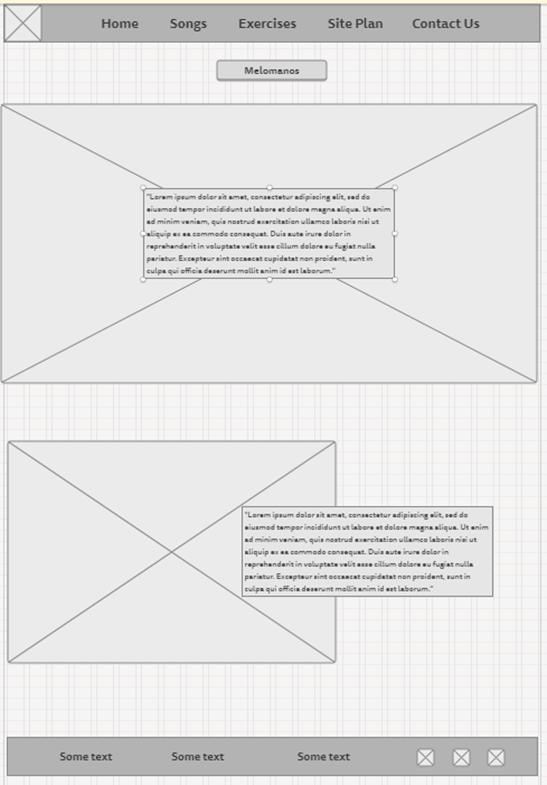 Home Songs Exercises Site Plan Contact Us
Melomanos
"Lorem ipsum dolor sit amet, consectetur adipiscing elit, sed do
eiusmod tempor incididunt ut labore et dolore magna aliqua. Ut enim
ad minim veniam, quis nostrud exercitation ullamco laboris nisi ut
aliquip ex ea commodo consequat. Duis aute irure dolor in
reprehenderit in voluptate velit esse cillum dolore eu fugiat nulla
pariatur. Excepteur sint occaecat cupidatat non proident, sunt in
culpa qui officia deserunt mollit anim id est laborum."
"Lorem ipsum dolor sit amet, consectetur adipiscing elit, sed do
eiusmod tempor incididunt ut labore et dolore magna aliqua. Ut enim
ad minim veniam, quis nostrud exercitation ullamco laboris nisi ut
aliquip ex ea commodo consequat. Duis aute irure dolor in
reprehenderit in voluptate velit esse cillum dolore eu fugiat nulla
pariatur. Excepteur sint occaecat cupidatat non proident, sunt in
culpa qui officia deserunt mollit anim id est laborum."
Some text Some text Some text